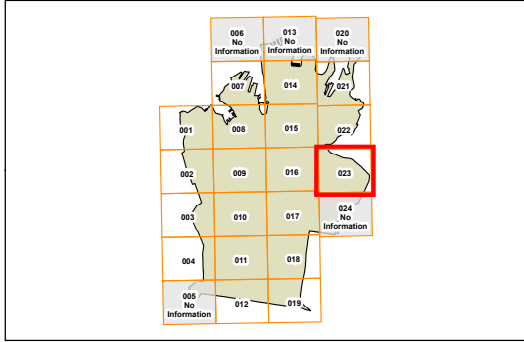 006
No
Information
013
No
Information
020
No
Information
007
014
021
001
008
015
022
002
009
016
023
003
010
017
024
No
Information
004
011
018
005
No
Information
012
019